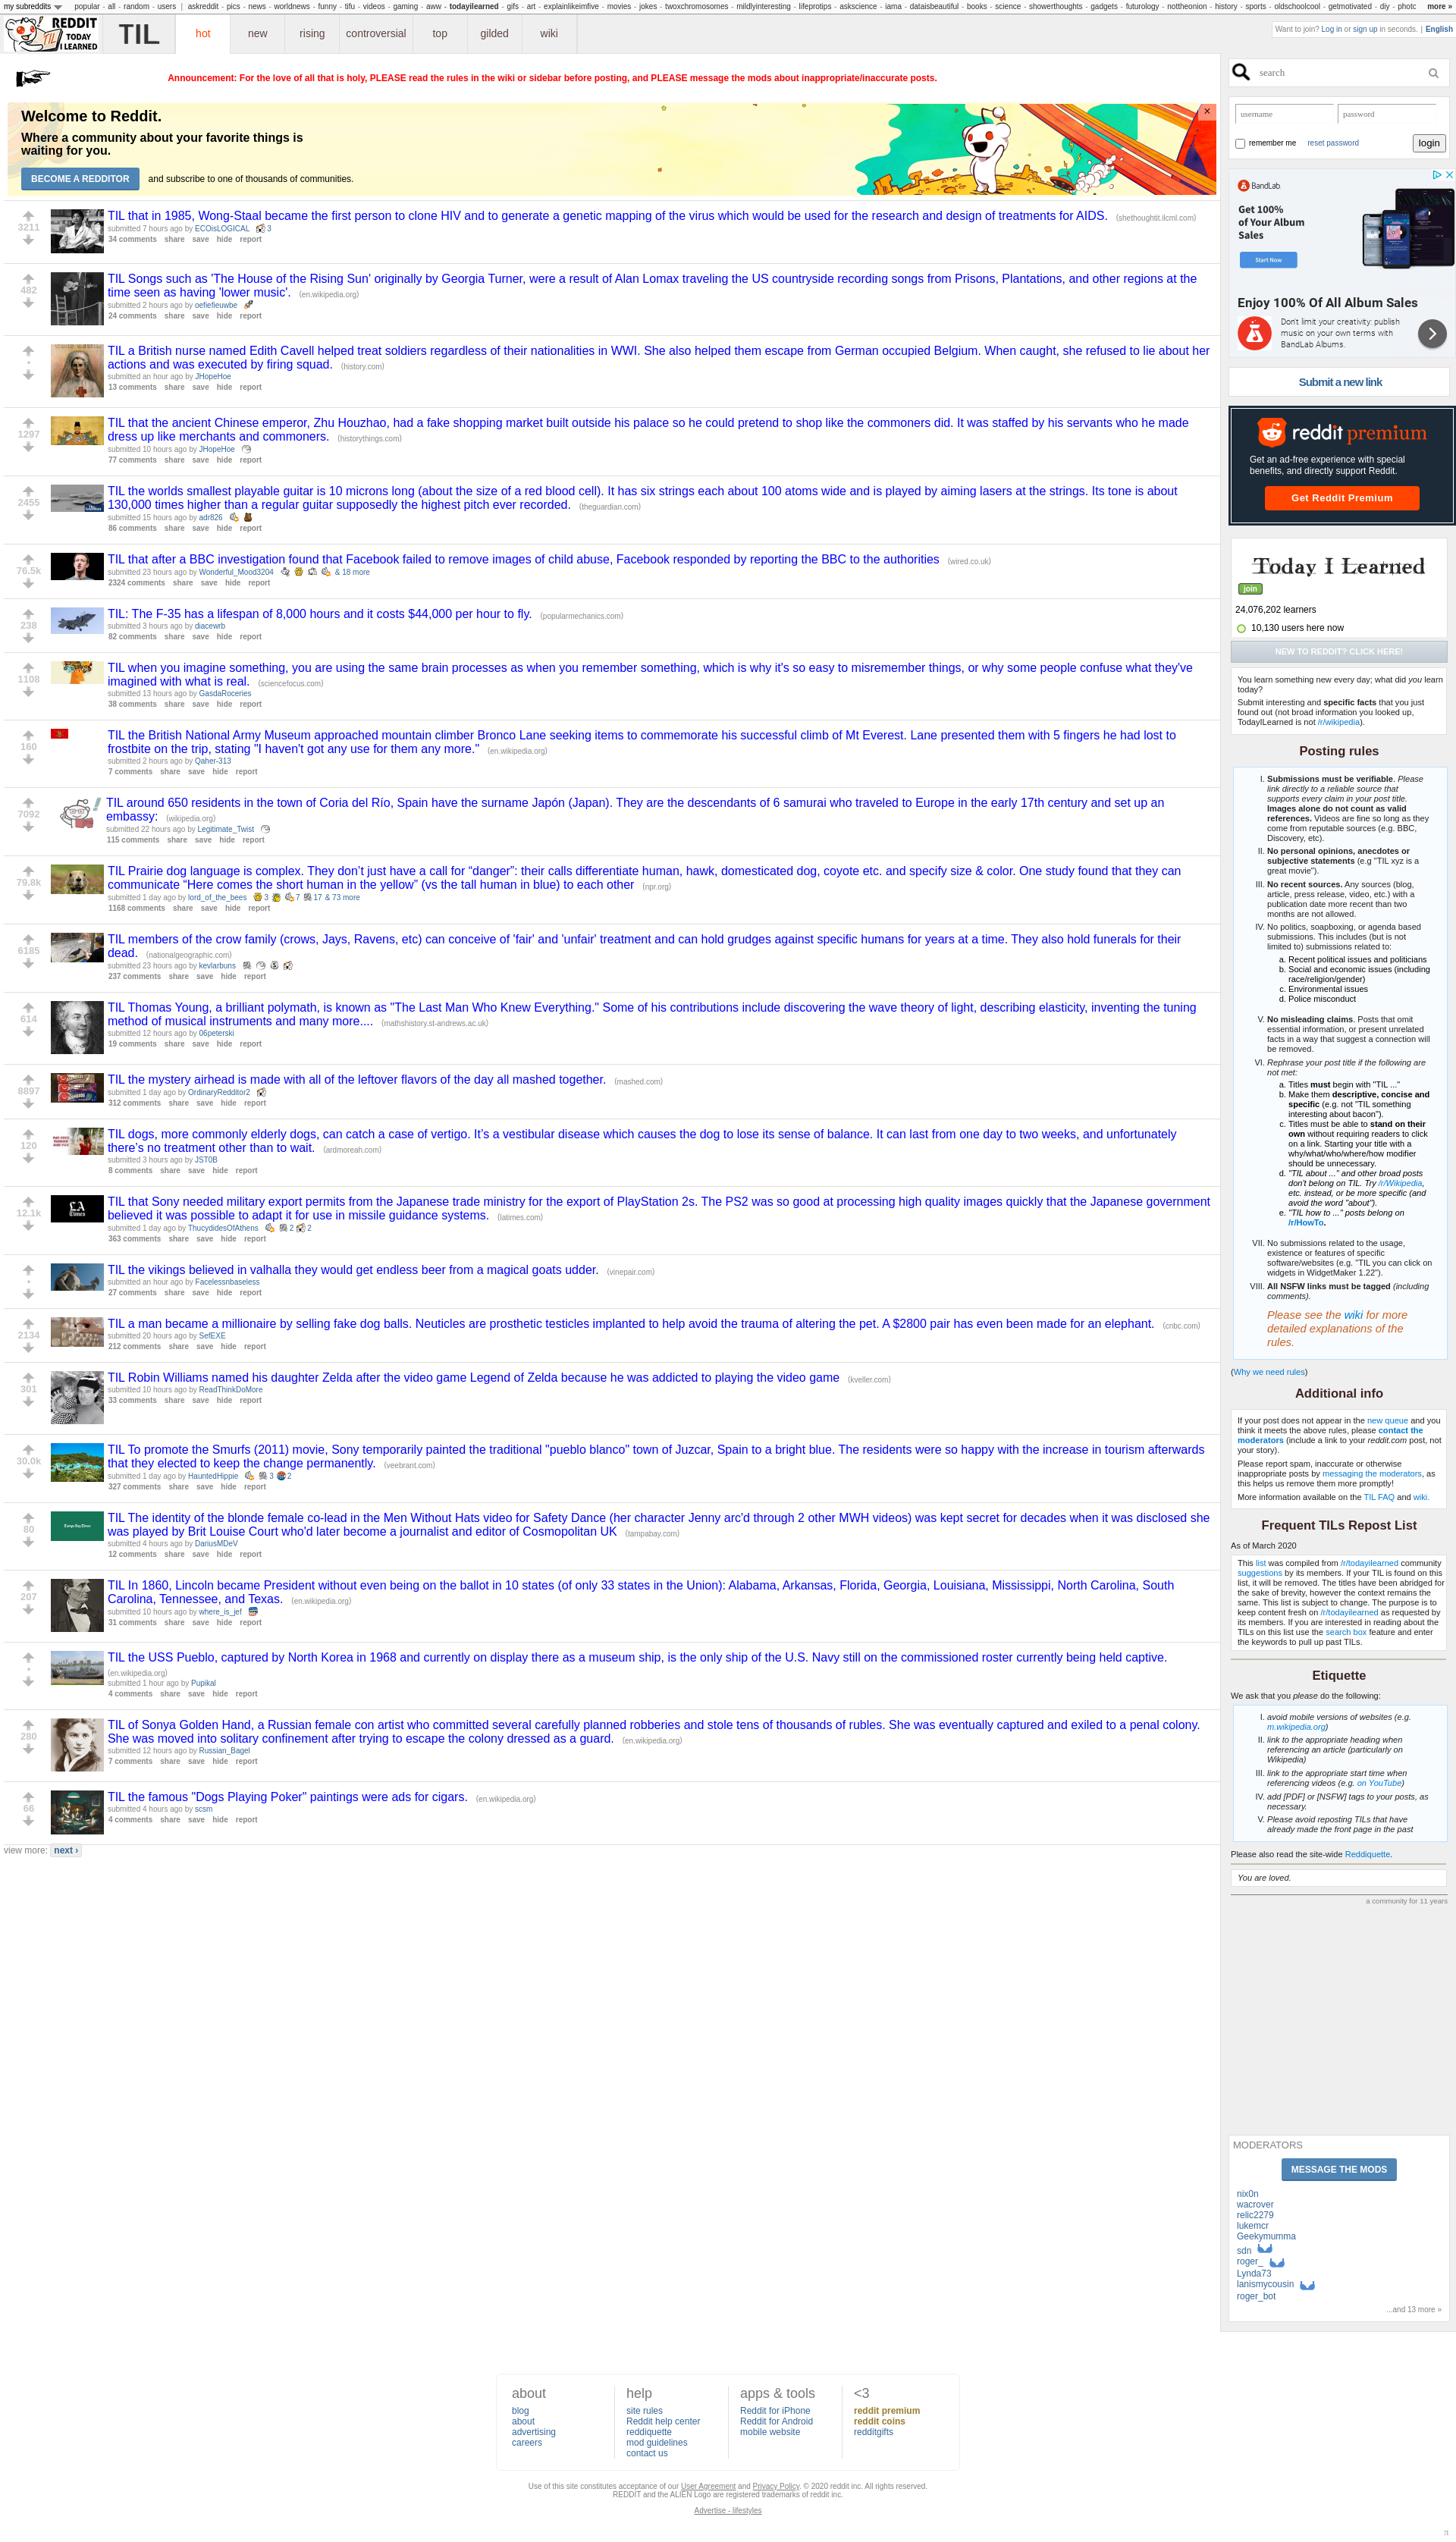 my subreddits popular - all - random - users | askreddit - pics - news - worldnews - funny - tifu - videos - gaming - aww - todayilearned - gifs - art - explainlikeimfive - movies - jokes - twoxchromosomes - mildlyinteresting - lifeprotips - askscience - iama - dataisbeautiful - books - science - showerthoughts - gadgets - futurology - nottheonion - history - sports - oldschoolcool - getmotivated - diy - photo more »
REDDIT TODAY I LEARNED TIL hot new rising controversial top gilded wiki
Want to join? Log in or sign up in seconds. | English
Announcement: For the love of all that is holy, PLEASE read the rules in the wiki or sidebar before posting, and PLEASE message the mods about inappropriate/inaccurate posts.
Welcome to Reddit.
Where a community about your favorite things is
waiting for you.
BECOME A REDDITOR and subscribe to one of thousands of communities.
3211
TIL that in 1985, Wong-Staal became the first person to clone HIV and to generate a genetic mapping of the virus which would be used for the research and design of treatments for AIDS. (shethoughtit.ilcml.com)
submitted 7 hours ago by ECOisLOGICAL 3
34 comments share save hide report
482
TIL Songs such as 'The House of the Rising Sun' originally by Georgia Turner, were a result of Alan Lomax traveling the US countryside recording songs from Prisons, Plantations, and other regions at the
time seen as having 'lower music'. (en.wikipedia.org)
submitted 2 hours ago by oefiefieuwbe
24 comments share save hide report
•
TIL a British nurse named Edith Cavell helped treat soldiers regardless of their nationalities in WWI. She also helped them escape from German occupied Belgium. When caught, she refused to lie about her
actions and was executed by firing squad. (history.com)
submitted an hour ago by JHopeHoe
13 comments share save hide report
1297
TIL that the ancient Chinese emperor, Zhu Houzhao, had a fake shopping market built outside his palace so he could pretend to shop like the commoners did. It was staffed by his servants who he made
dress up like merchants and commoners. (historythings.com)
submitted 10 hours ago by JHopeHoe
77 comments share save hide report
2455
TIL the worlds smallest playable guitar is 10 microns long (about the size of a red blood cell). It has six strings each about 100 atoms wide and is played by aiming lasers at the strings. Its tone is about
130,000 times higher than a regular guitar supposedly the highest pitch ever recorded. (theguardian.com)
submitted 15 hours ago by adr826
86 comments share save hide report
76.5k
TIL that after a BBC investigation found that Facebook failed to remove images of child abuse, Facebook responded by reporting the BBC to the authorities (wired.co.uk)
submitted 23 hours ago by Wonderful_Mood3204 & 18 more
2324 comments share save hide report
238
TIL: The F-35 has a lifespan of 8,000 hours and it costs $44,000 per hour to fly. (popularmechanics.com)
submitted 3 hours ago by diacewrb
82 comments share save hide report
1108
TIL when you imagine something, you are using the same brain processes as when you remember something, which is why it's so easy to misremember things, or why some people confuse what they've
imagined with what is real. (sciencefocus.com)
submitted 13 hours ago by GasdaRoceries
38 comments share save hide report
160
TIL the British National Army Museum approached mountain climber Bronco Lane seeking items to commemorate his successful climb of Mt Everest. Lane presented them with 5 fingers he had lost to
frostbite on the trip, stating "I haven't got any use for them any more." (en.wikipedia.org)
submitted 2 hours ago by Qaher-313
7 comments share save hide report
7092
TIL around 650 residents in the town of Coria del Río, Spain have the surname Japón (Japan). They are the descendants of 6 samurai who traveled to Europe in the early 17th century and set up an
embassy: (wikipedia.org)
submitted 22 hours ago by Legitimate_Twist
115 comments share save hide report
79.8k
TIL Prairie dog language is complex. They don’t just have a call for “danger”: their calls differentiate human, hawk, domesticated dog, coyote etc. and specify size & color. One study found that they can
communicate “Here comes the short human in the yellow” (vs the tall human in blue) to each other (npr.org)
submitted 1 day ago by lord_of_the_bees 3 7 17 & 73 more
1168 comments share save hide report
6185
TIL members of the crow family (crows, Jays, Ravens, etc) can conceive of 'fair' and 'unfair' treatment and can hold grudges against specific humans for years at a time. They also hold funerals for their
dead. (nationalgeographic.com)
submitted 23 hours ago by kevlarbuns
237 comments share save hide report
614
TIL Thomas Young, a brilliant polymath, is known as "The Last Man Who Knew Everything." Some of his contributions include discovering the wave theory of light, describing elasticity, inventing the tuning
method of musical instruments and many more.... (mathshistory.st-andrews.ac.uk)
submitted 12 hours ago by 06peterski
19 comments share save hide report
8897
TIL the mystery airhead is made with all of the leftover flavors of the day all mashed together. (mashed.com)
submitted 1 day ago by OrdinaryRedditor2
312 comments share save hide report
120
TIL dogs, more commonly elderly dogs, can catch a case of vertigo. It’s a vestibular disease which causes the dog to lose its sense of balance. It can last from one day to two weeks, and unfortunately
there’s no treatment other than to wait. (ardmoreah.com)
submitted 3 hours ago by JST0B
8 comments share save hide report
12.1k
LA Times
TIL that Sony needed military export permits from the Japanese trade ministry for the export of PlayStation 2s. The PS2 was so good at processing high quality images quickly that the Japanese government
believed it was possible to adapt it for use in missile guidance systems. (latimes.com)
submitted 1 day ago by ThucydidesOfAthens 2 2
363 comments share save hide report
•
TIL the vikings believed in valhalla they would get endless beer from a magical goats udder. (vinepair.com)
submitted an hour ago by Facelessnbaseless
27 comments share save hide report
2134
TIL a man became a millionaire by selling fake dog balls. Neuticles are prosthetic testicles implanted to help avoid the trauma of altering the pet. A $2800 pair has even been made for an elephant. (cnbc.com)
submitted 20 hours ago by SefEXE
212 comments share save hide report
301
TIL Robin Williams named his daughter Zelda after the video game Legend of Zelda because he was addicted to playing the video game (kveller.com)
submitted 10 hours ago by ReadThinkDoMore
33 comments share save hide report
30.0k
TIL To promote the Smurfs (2011) movie, Sony temporarily painted the traditional "pueblo blanco" town of Juzcar, Spain to a bright blue. The residents were so happy with the increase in tourism afterwards
that they elected to keep the change permanently. (veebrant.com)
submitted 1 day ago by HauntedHippie 3 2
327 comments share save hide report
80
TIL The identity of the blonde female co-lead in the Men Without Hats video for Safety Dance (her character Jenny arc'd through 2 other MWH videos) was kept secret for decades when it was disclosed she
was played by Brit Louise Court who'd later become a journalist and editor of Cosmopolitan UK (tampabay.com)
submitted 4 hours ago by DariusMDeV
12 comments share save hide report
207
TIL In 1860, Lincoln became President without even being on the ballot in 10 states (of only 33 states in the Union): Alabama, Arkansas, Florida, Georgia, Louisiana, Mississippi, North Carolina, South
Carolina, Tennessee, and Texas. (en.wikipedia.org)
submitted 10 hours ago by where_is_jef
31 comments share save hide report
•
TIL the USS Pueblo, captured by North Korea in 1968 and currently on display there as a museum ship, is the only ship of the U.S. Navy still on the commissioned roster currently being held captive.
(en.wikipedia.org)
submitted 1 hour ago by Pupikal
4 comments share save hide report
280
TIL of Sonya Golden Hand, a Russian female con artist who committed several carefully planned robberies and stole tens of thousands of rubles. She was eventually captured and exiled to a penal colony.
She was moved into solitary confinement after trying to escape the colony dressed as a guard. (en.wikipedia.org)
submitted 12 hours ago by Russian_Bagel
7 comments share save hide report
66
TIL the famous "Dogs Playing Poker" paintings were ads for cigars. (en.wikipedia.org)
submitted 4 hours ago by scsm
4 comments share save hide report
view more: next ›
search
username password
remember me reset password login
BandLab
Get 100%
of Your Album
Sales
Start Now
Enjoy 100% Of All Album Sales
Don't limit your creativity: publish
music on your own terms with
BandLab Albums.
Submit a new link
reddit premium
Get an ad-free experience with special
benefits, and directly support Reddit.
Get Reddit Premium
Today I Learned
join
24,076,202 learners
10,130 users here now
NEW TO REDDIT? CLICK HERE!
You learn something new every day; what did you learn
today?
Submit interesting and specific facts that you just
found out (not broad information you looked up,
TodayILearned is not /r/wikipedia).
Posting rules
I. Submissions must be verifiable. Please
link directly to a reliable source that
supports every claim in your post title.
Images alone do not count as valid
references. Videos are fine so long as they
come from reputable sources (e.g. BBC,
Discovery, etc).
II. No personal opinions, anecdotes or
subjective statements (e.g "TIL xyz is a
great movie").
III. No recent sources. Any sources (blog,
article, press release, video, etc.) with a
publication date more recent than two
months are not allowed.
IV. No politics, soapboxing, or agenda based
submissions. This includes (but is not
limited to) submissions related to:
a. Recent political issues and politicians
b. Social and economic issues (including
race/religion/gender)
c. Environmental issues
d. Police misconduct
V. No misleading claims. Posts that omit
essential information, or present unrelated
facts in a way that suggest a connection will
be removed.
VI. Rephrase your post title if the following are
not met:
a. Titles must begin with "TIL ..."
b. Make them descriptive, concise and
specific (e.g. not "TIL something
interesting about bacon").
c. Titles must be able to stand on their
own without requiring readers to click
on a link. Starting your title with a
why/what/who/where/how modifier
should be unnecessary.
d. "TIL about ..." and other broad posts
don't belong on TIL. Try /r/Wikipedia,
etc. instead, or be more specific (and
avoid the word "about").
e. "TIL how to ..." posts belong on
/r/HowTo.
VII. No submissions related to the usage,
existence or features of specific
software/websites (e.g. "TIL you can click on
widgets in WidgetMaker 1.22").
VIII. All NSFW links must be tagged (including
comments).
Please see the wiki for more
detailed explanations of the
rules.
(Why we need rules)
Additional info
If your post does not appear in the new queue and you
think it meets the above rules, please contact the
moderators (include a link to your reddit.com post, not
your story).
Please report spam, inaccurate or otherwise
inappropriate posts by messaging the moderators, as
this helps us remove them more promptly!
More information available on the TIL FAQ and wiki.
Frequent TILs Repost List
As of March 2020
This list was compiled from /r/todayilearned community
suggestions by its members. If your TIL is found on this
list, it will be removed. The titles have been abridged for
the sake of brevity, however the context remains the
same. This list is subject to change. The purpose is to
keep content fresh on /r/todayilearned as requested by
its members. If you are interested in reading about the
TILs on this list use the search box feature and enter
the keywords to pull up past TILs.
Etiquette
We ask that you please do the following:
I. avoid mobile versions of websites (e.g.
m.wikipedia.org)
II. link to the appropriate heading when
referencing an article (particularly on
Wikipedia)
III. link to the appropriate start time when
referencing videos (e.g. on YouTube)
IV. add [PDF] or [NSFW] tags to your posts, as
necessary.
V. Please avoid reposting TILs that have
already made the front page in the past
Please also read the site-wide Reddiquette.
You are loved.
a community for 11 years
MODERATORS
MESSAGE THE MODS
nix0n
wacrover
relic2279
lukemcr
Geekymumma
sdn
roger_
Lynda73
lanismycousin
roger_bot
...and 13 more »
about
blog
about
advertising
careers
help
site rules
Reddit help center
reddiquette
mod guidelines
contact us
apps & tools
Reddit for iPhone
Reddit for Android
mobile website
<3
reddit premium
reddit coins
redditgifts
Use of this site constitutes acceptance of our User Agreement and Privacy Policy. © 2020 reddit inc. All rights reserved.
REDDIT and the ALIEN Logo are registered trademarks of reddit inc.
Advertise - lifestyles
π